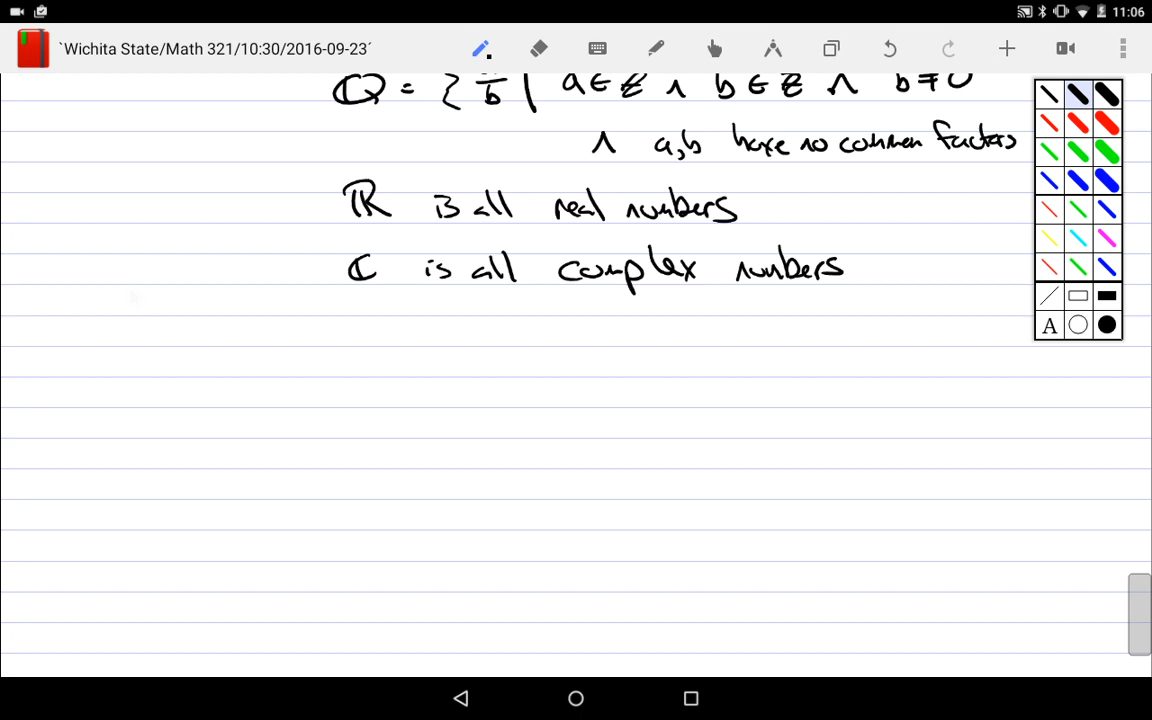 11:06
`Wichita State/Math 321/10:30/2016-09-23´
ℚ = { /b | a ∈ ℤ ∧ b ∈ ℤ ∧ b ≠ 0
∧ a,b have no common factors
ℝ is all real numbers
ℂ is all complex numbers
A